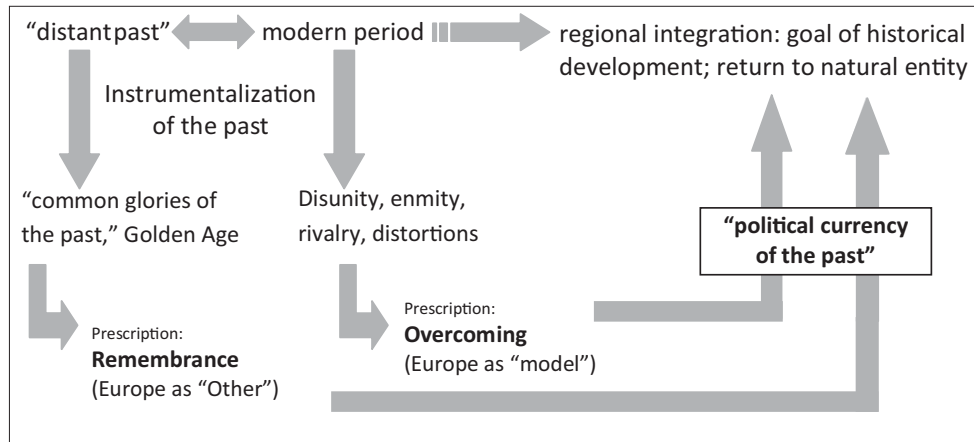 “distant past”
modern period
regional integration: goal of historical
development; return to natural entity
Instrumentalization
of the past
“common glories of
the past,” Golden Age
Disunity, enmity,
rivalry, distortions
“political currency
of the past”
Prescription:
Remembrance
(Europe as “Other”)
Prescription:
Overcoming
(Europe as “model”)